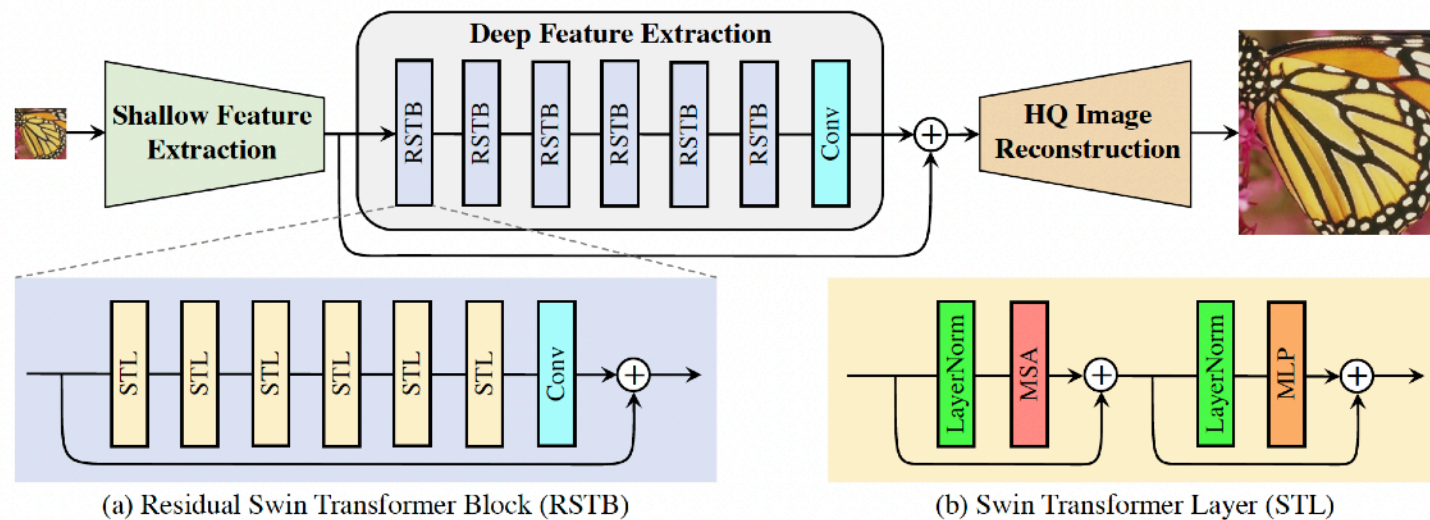 Deep Feature Extraction
Shallow Feature
Extraction
RSTB
RSTB
RSTB
RSTB
RSTB
RSTB
Conv
HQ Image
Reconstruction
STL
STL
STL
STL
STL
STL
Conv
(a) Residual Swin Transformer Block (RSTB)
LayerNorm
MSA
LayerNorm
MLP
(b) Swin Transformer Layer (STL)